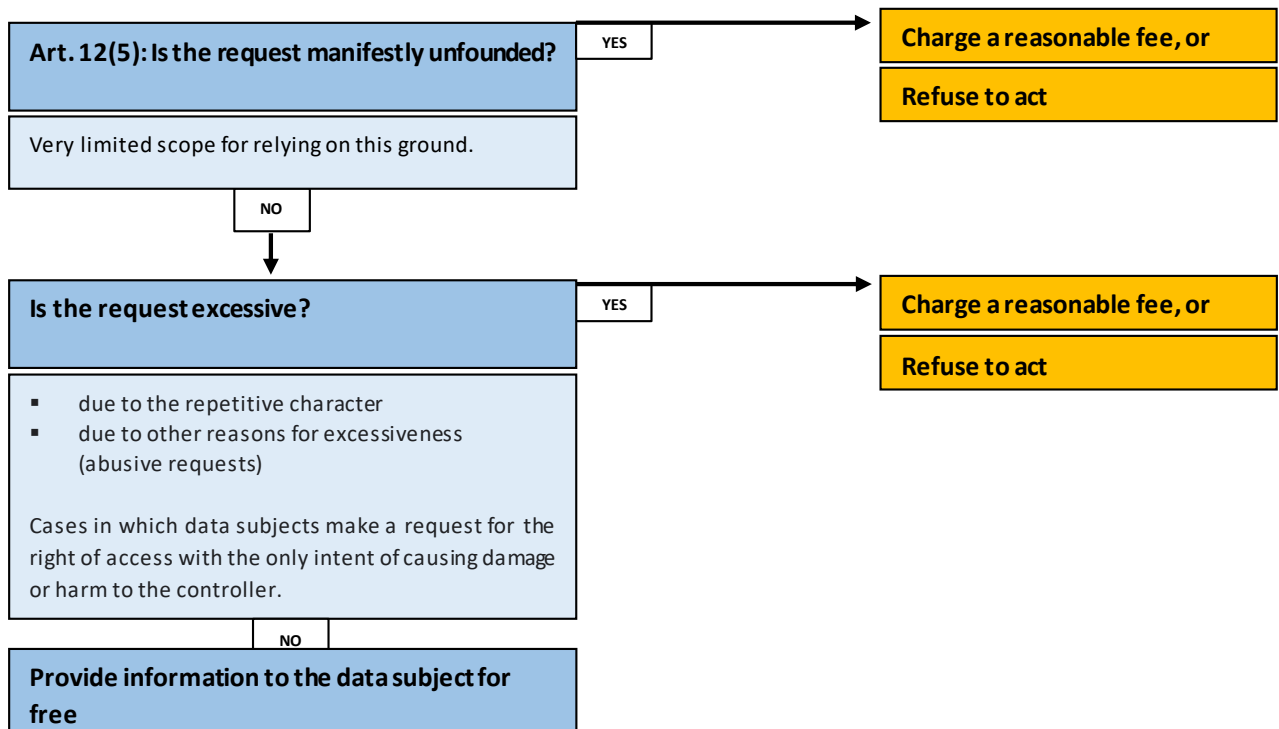 Art. 12(5): Is the request manifestly unfounded?
YES
Charge a reasonable fee, or
Refuse to act
Very limited scope for relying on this ground.
NO
Is the request excessive?
YES
Charge a reasonable fee, or
Refuse to act
▪ due to the repetitive character
▪ due to other reasons for excessiveness
(abusive requests)
Cases in which data subjects make a request for the
right of access with the only intent of causing damage
or harm to the controller.
NO
Provide information to the data subject for
free